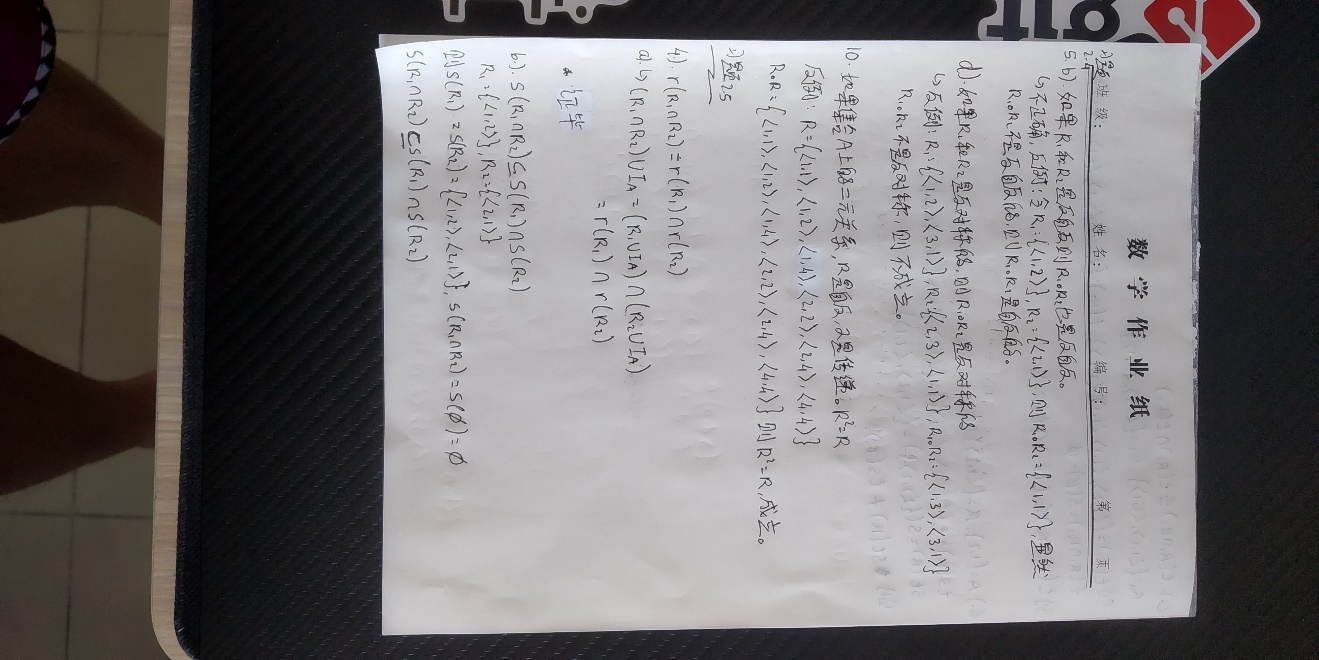 数学作业纸
班级: 姓名: 编号: 第 页
习题2.4
5. b). 如果R₁和R₂是反自反则R₁∘R₂也是反自反。
↳不正确, 反例: 令R₁={<1,2>}, R₂={<2,1>}, 则R₁∘R₂={<1,1>}, 显然
R₁∘R₂不是反自反的, 则R₁∘R₂是自反的。
d). 如果R₁和R₂是反对称的, 则R₁∘R₂是反对称的
↳反例: R₁={<1,2>,<3,1>}, R₂{<2,3>,<1,1>}, R₁∘R₂={<1,3>,<3,1>}
R₁∘R₂不是反对称, 则不成立。
10. 如果集合A上的二元关系, R是自反, 又是传递。R²=R
反例: R={<1,1>, <1,2>, <1,4>, <2,2>, <2,4>, <4,4>}
R∘R={<1,1>, <1,2>, <1,4>, <2,2>, <2,4>, <4,4>} 则R²=R, 成立。
习题2.5
4). r(R₁∩R₂)=r(R₁)∩r(R₂)
a). ↳(R₁∩R₂)∪I_A=(R₁∪I_A)∩(R₂∪I_A)
=r(R₁)∩r(R₂)
证毕
b.). S(R₁∩R₂)⊆S(R₁)∩S(R₂)
R₁={<1,2>}, R₂={<2,1>}
则S(R₁)=S(R₂)={<1,2>,<2,1>}, S(R₁∩R₂)=S(∅)=∅
S(R₁∩R₂)⊆S(R₁)∩S(R₂)